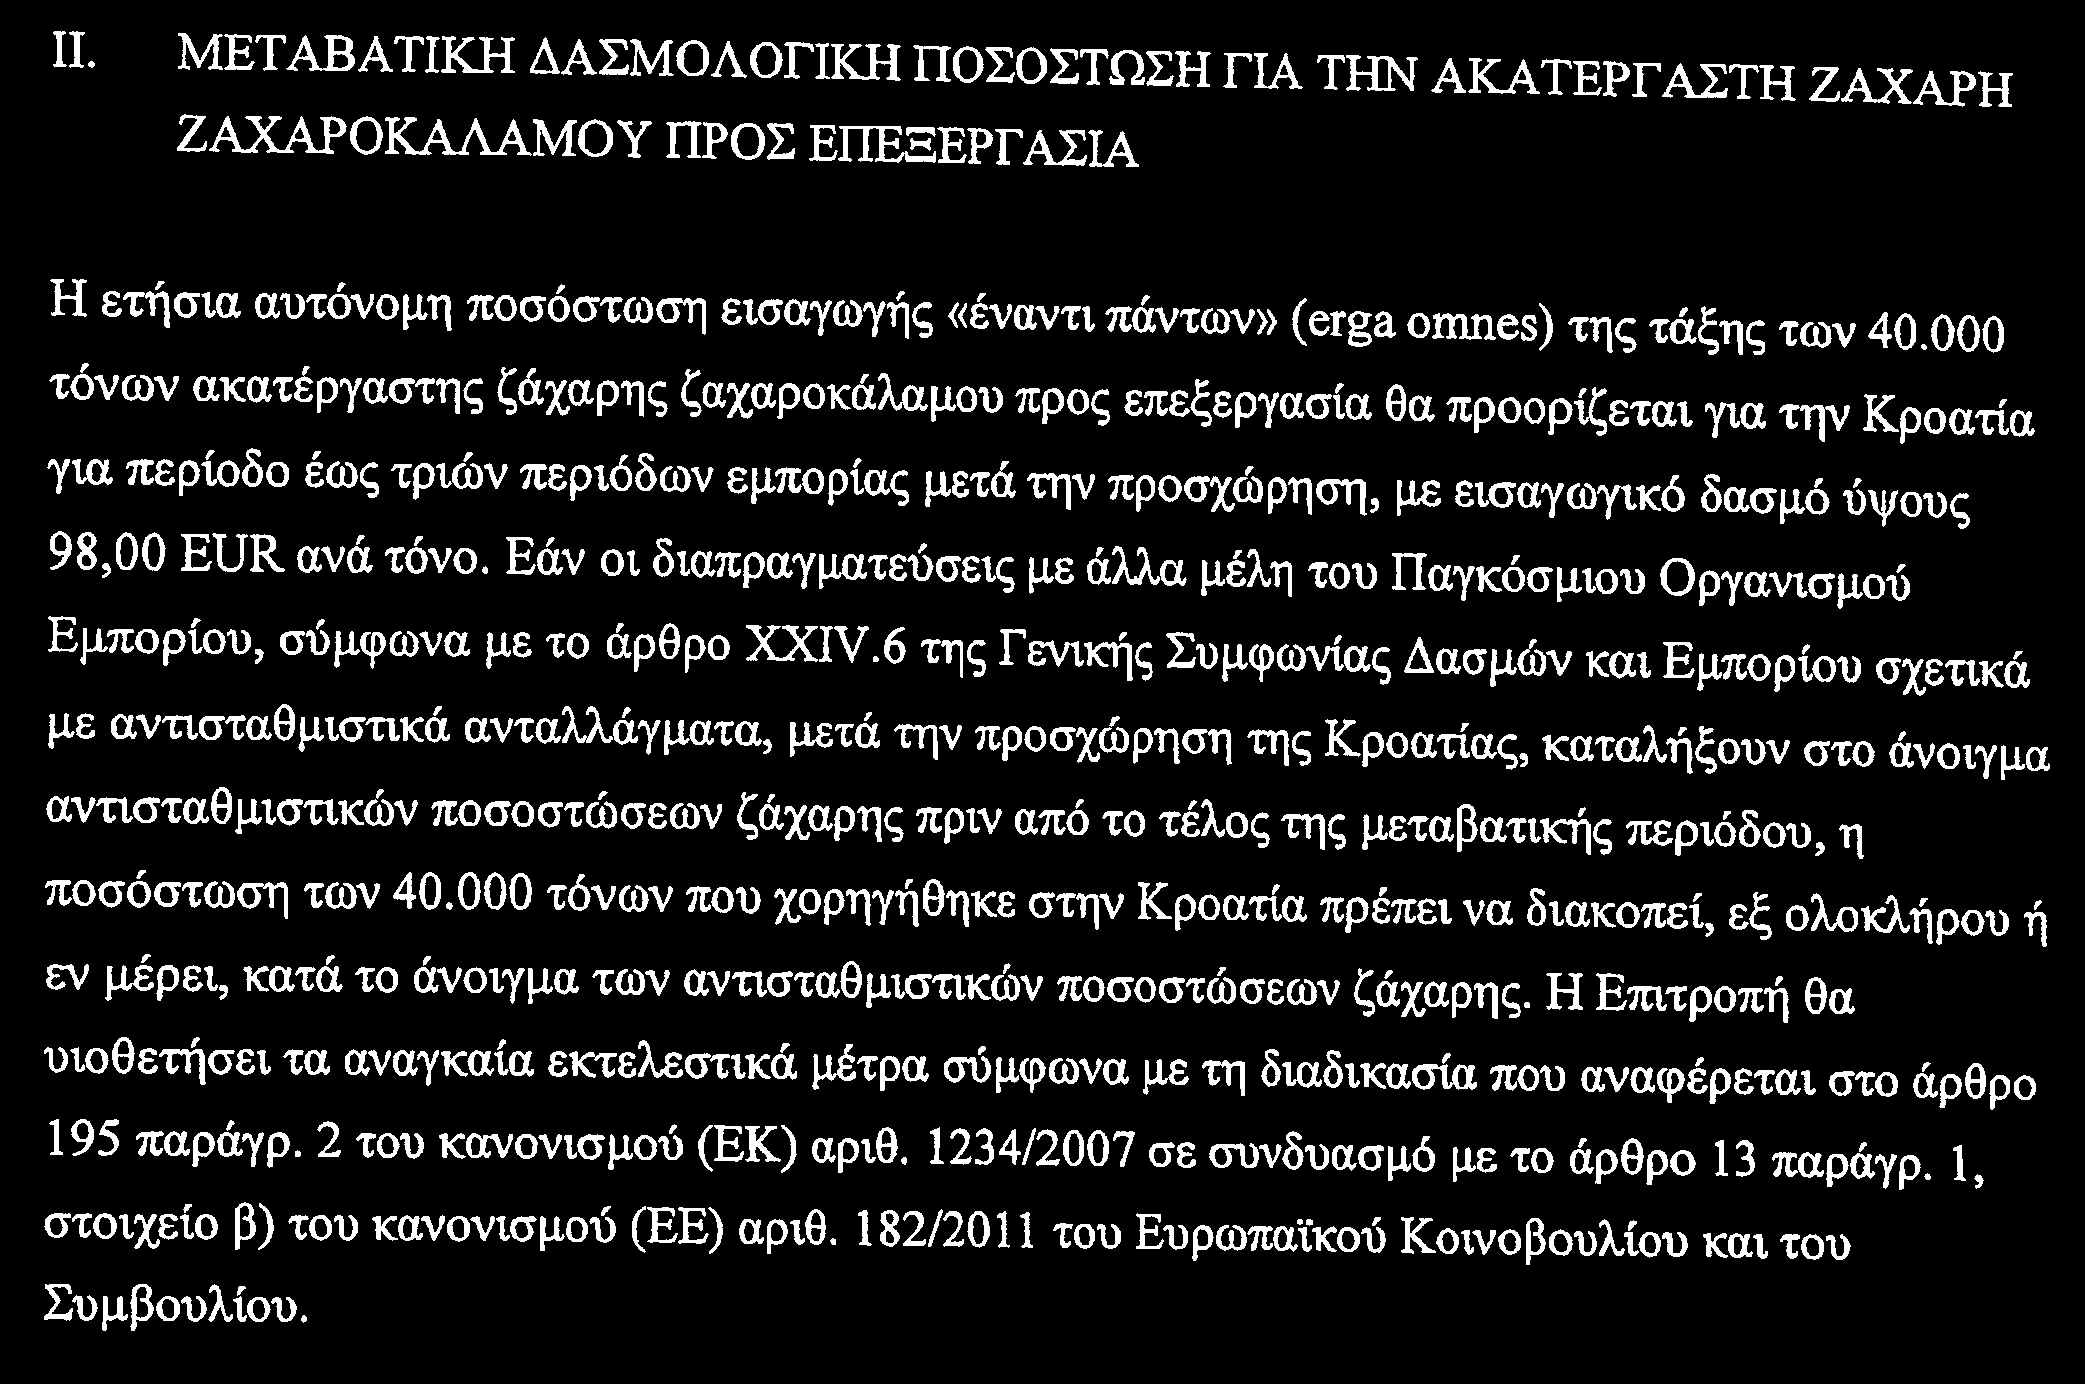 II. ΜΕΤΑΒΑΤΙΚΗ ΔΑΣΜΟΛΟΓΙΚΗ ΠΟΣΟΣΤΩΣΗ ΓΙΑ ΤΗΝ ΑΚΑΤΕΡΓΑΣΤΗ ΖΑΧΑΡΗ
ΖΑΧΑΡΟΚΑΛΑΜΟΥ ΠΡΟΣ ΕΠΕΞΕΡΓΑΣΙΑ
Η ετήσια αυτόνομη ποσόστωση εισαγωγής «έναντι πάντων» (erga omnes) της τάξης των 40.000
τόνων ακατέργαστης ζάχαρης ζαχαροκάλαμου προς επεξεργασία θα προορίζεται για την Κροατία
για περίοδο έως τριών περιόδων εμπορίας μετά την προσχώρηση, με εισαγωγικό δασμό ύψους
98,00 EUR ανά τόνο. Εάν οι διαπραγματεύσεις με άλλα μέλη του Παγκόσμιου Οργανισμού
Εμπορίου, σύμφωνα με το άρθρο XXIV.6 της Γενικής Συμφωνίας Δασμών και Εμπορίου σχετικά
με αντισταθμιστικά ανταλλάγματα, μετά την προσχώρηση της Κροατίας, καταλήξουν στο άνοιγμα
αντισταθμιστικών ποσοστώσεων ζάχαρης πριν από το τέλος της μεταβατικής περιόδου, η
ποσόστωση των 40.000 τόνων που χορηγήθηκε στην Κροατία πρέπει να διακοπεί, εξ ολοκλήρου ή
εν μέρει, κατά το άνοιγμα των αντισταθμιστικών ποσοστώσεων ζάχαρης. Η Επιτροπή θα
υιοθετήσει τα αναγκαία εκτελεστικά μέτρα σύμφωνα με τη διαδικασία που αναφέρεται στο άρθρο
195 παράγρ. 2 του κανονισμού (ΕΚ) αριθ. 1234/2007 σε συνδυασμό με το άρθρο 13 παράγρ. 1,
στοιχείο β) του κανονισμού (ΕΕ) αριθ. 182/2011 του Ευρωπαϊκού Κοινοβουλίου και του
Συμβουλίου.